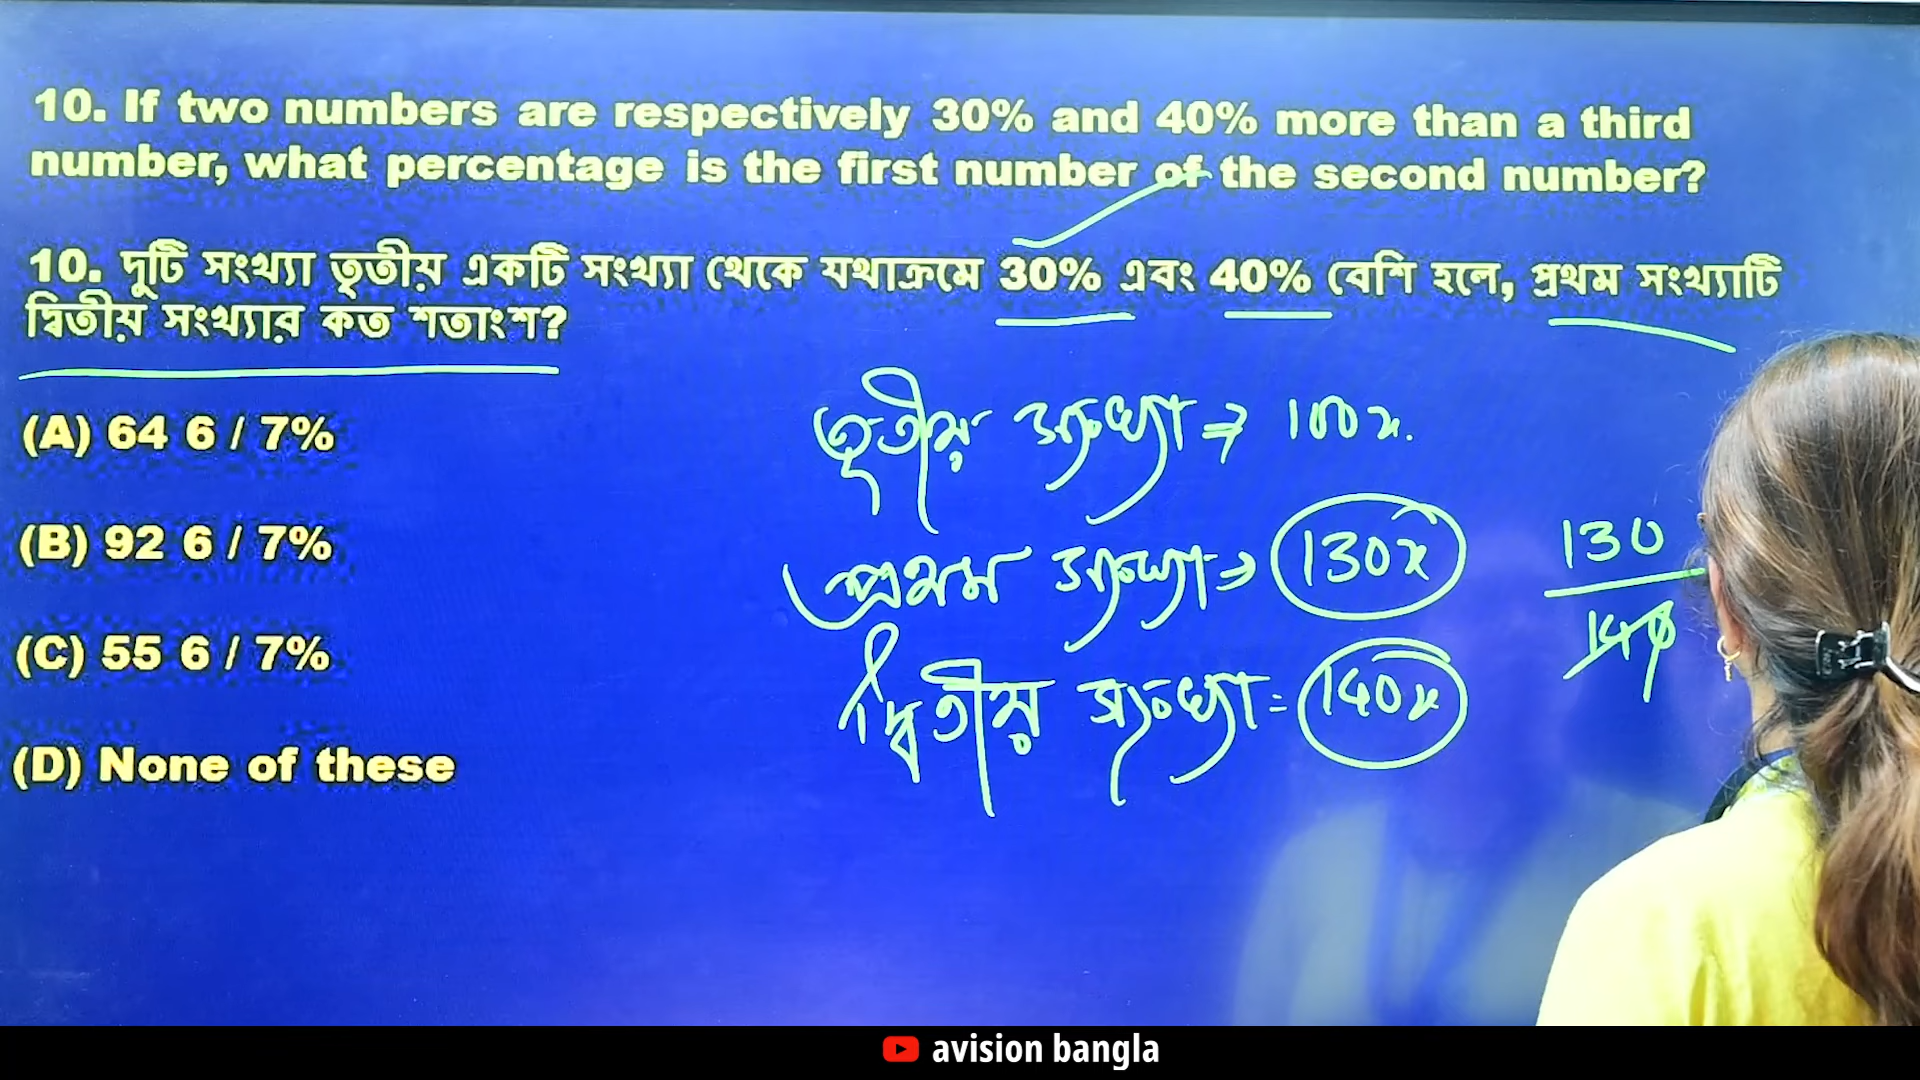 10. If two numbers are respectively 30% and 40% more than a third
number, what percentage is the first number of the second number?
10. দুটি সংখ্যা তৃতীয় একটি সংখ্যা থেকে যথাক্রমে 30% এবং 40% বেশি হলে, প্রথম সংখ্যাটি
দ্বিতীয় সংখ্যার কত শতাংশ?
(A) 64 6 / 7%
(B) 92 6 / 7%
(C) 55 6 / 7%
(D) None of these
তৃতীয় সংখ্যা → 100x.
প্রথম সংখ্যা → 130x
দ্বিতীয় সংখ্যা = 140x
130
140
avision bangla